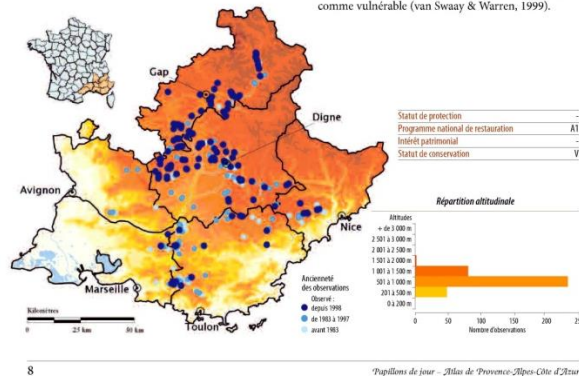 comme vulnérable (van Swaay & Warren, 1999).
Gap
Digne
Avignon
Nice
Marseille
Toulon
Kilomètres
0 25 km 50 km
Ancienneté
des observations
Observé :
depuis 1998
de 1983 à 1997
avant 1983
Statut de protection -
Programme national de restauration A1
Intérêt patrimonial -
Statut de conservation V
Répartition altitudinale
Altitudes
+ de 3 000 m
2 501 à 3 000 m
2 001 à 2 500 m
1 501 à 2 000 m
1 001 à 1 500 m
501 à 1 000 m
201 à 500 m
0 à 200 m
0 50 100 150 200
Nombre d'observations
8
Papillons de jour – Atlas de Provence-Alpes-Côte d'Azur